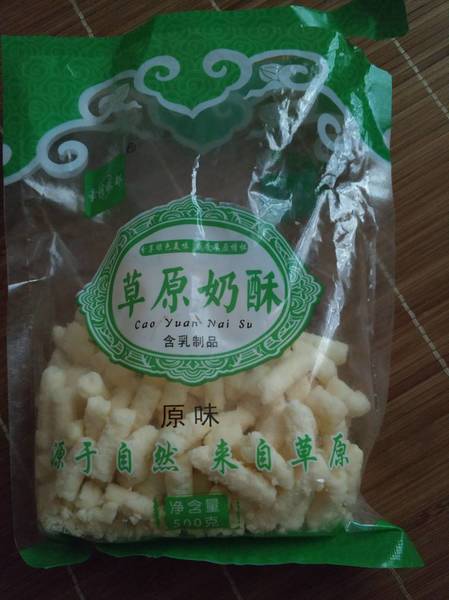 ®
草原奶酥
Cao Yuan Nai Su
含乳制品
原味
源于自然 来自草原
净含量
500克